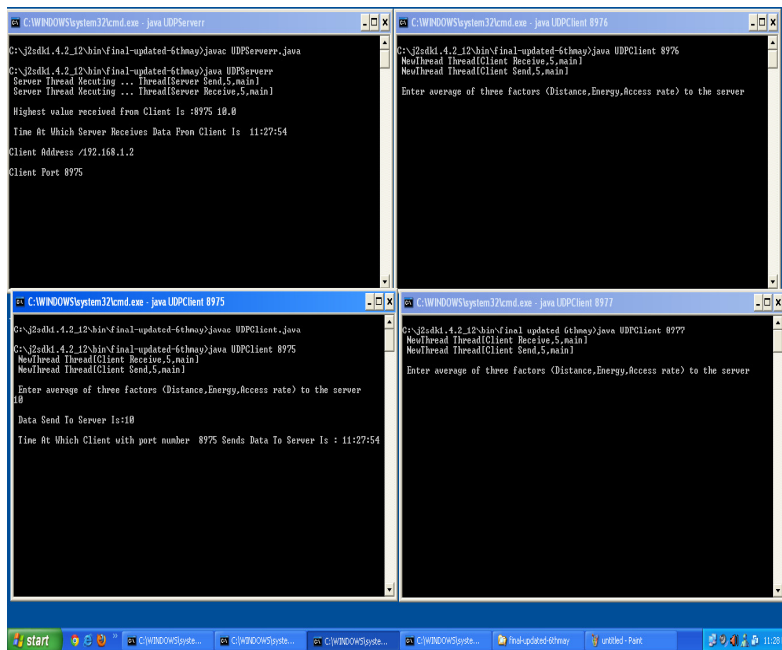 C:\WINDOWS\system32\cmd.exe - java UDPServerr
C:\j2sdk1.4.2_12\bin\final-updated-6thmay>javac UDPServerr.java
C:\j2sdk1.4.2_12\bin\final-updated-6thmay>java UDPServerr
Server Thread Xecuting ... Thread[Server Send,5,main]
Server Thread Xecuting ... Thread[Server Receive,5,main]
Highest value received from Client Is :8975 10.0
Time At Which Server Receives Data From Client Is 11:27:54
Client Address /192.168.1.2
Client Port 8975
C:\WINDOWS\system32\cmd.exe - java UDPClient 8976
C:\j2sdk1.4.2_12\bin\final-updated-6thmay>java UDPClient 8976
NewThread Thread[Client Receive,5,main]
NewThread Thread[Client Send,5,main]
Enter average of three factors (Distance,Energy,Access rate) to the server
C:\WINDOWS\system32\cmd.exe - java UDPClient 8975
C:\j2sdk1.4.2_12\bin\final-updated-6thmay>javac UDPClient.java
C:\j2sdk1.4.2_12\bin\final-updated-6thmay>java UDPClient 8975
NewThread Thread[Client Receive,5,main]
NewThread Thread[Client Send,5,main]
Enter average of three factors (Distance,Energy,Access rate) to the server
10
Data Send To Server Is:10
Time At Which Client with port number 8975 Sends Data To Server Is : 11:27:54
C:\WINDOWS\system32\cmd.exe - java UDPClient 8977
C:\j2sdk1.4.2_12\bin\final updated 6thmay>java UDPClient 8977
NewThread Thread[Client Receive,5,main]
NewThread Thread[Client Send,5,main]
Enter average of three factors (Distance,Energy,Access rate) to the server
start
C:\WINDOWS\syste...
C:\WINDOWS\syste...
C:\WINDOWS\syste...
C:\WINDOWS\syste...
final-updated-6thmay
untitled - Paint
11:28